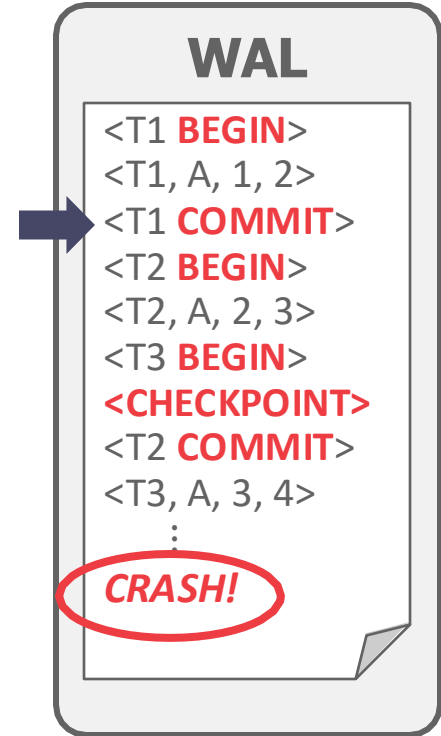 WAL
<T1 BEGIN>
<T1, A, 1, 2>
<T1 COMMIT>
<T2 BEGIN>
<T2, A, 2, 3>
<T3 BEGIN>
<CHECKPOINT>
<T2 COMMIT>
<T3, A, 3, 4>
⋮
CRASH!